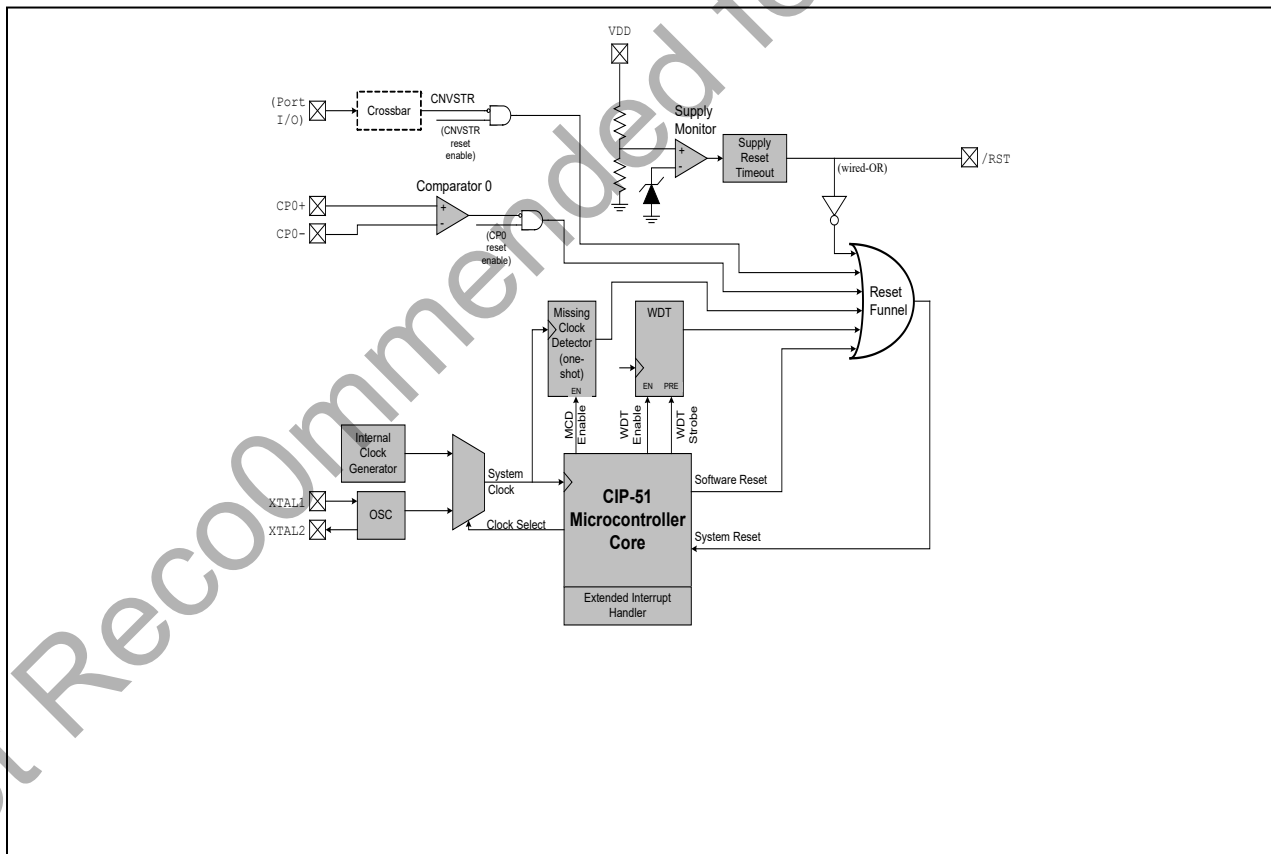 VDD
(Port
I/O)
Crossbar
CNVSTR
(CNVSTR
reset
enable)
Supply
Monitor
+
-
Supply
Reset
Timeout
(wired-OR)
/RST
Comparator 0
CP0+
CP0-
+
-
(CP0
reset
enable)
Reset
Funnel
Missing
Clock
Detector
(one-
shot)
EN
WDT
EN
PRE
MCD
Enable
WDT
Enable
WDT
Strobe
Internal
Clock
Generator
System
Clock
XTAL1
XTAL2
OSC
Clock Select
CIP-51
Microcontroller
Core
Software Reset
System Reset
Extended Interrupt
Handler
Rec0mmended